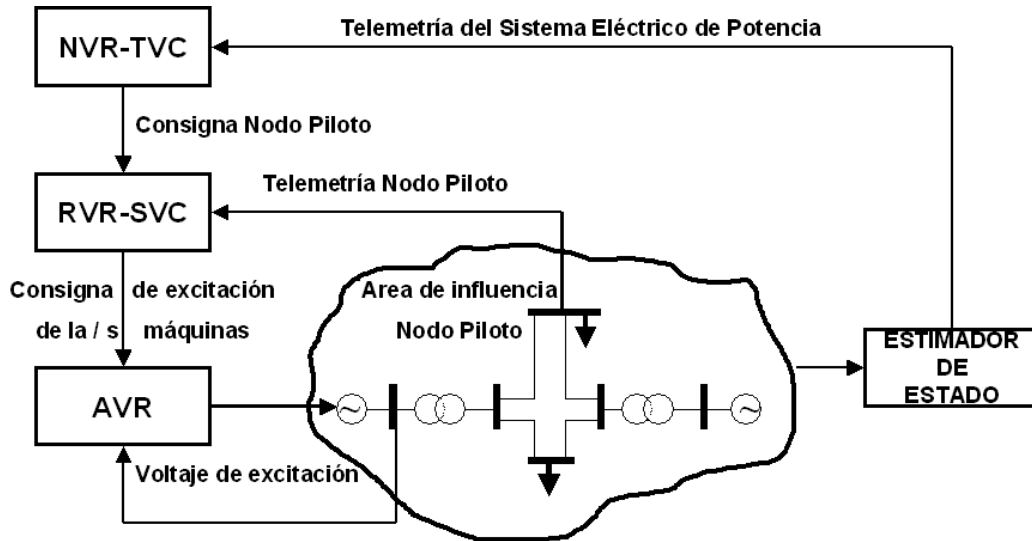 Telemetría del Sistema Eléctrico de Potencia
NVR-TVC
Consigna Nodo Piloto
Telemetría Nodo Piloto
RVR-SVC
Consigna de excitación
de la / s máquinas
Area de influencia
Nodo Piloto
ESTIMADOR
DE
ESTADO
AVR
Voltaje de excitación